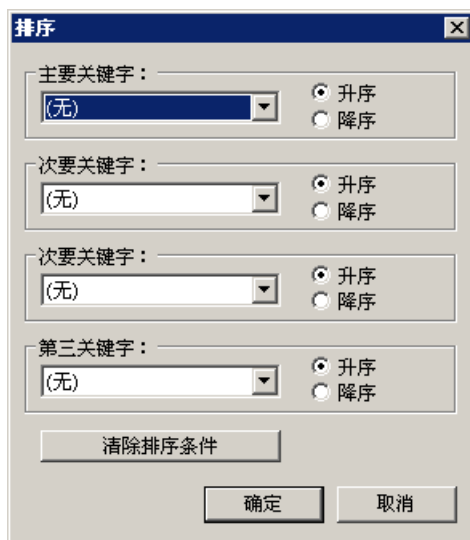 排序
主要关键字：
(无)
升序
降序
次要关键字：
(无)
升序
降序
次要关键字：
(无)
升序
降序
第三关键字：
(无)
升序
降序
清除排序条件
确定
取消